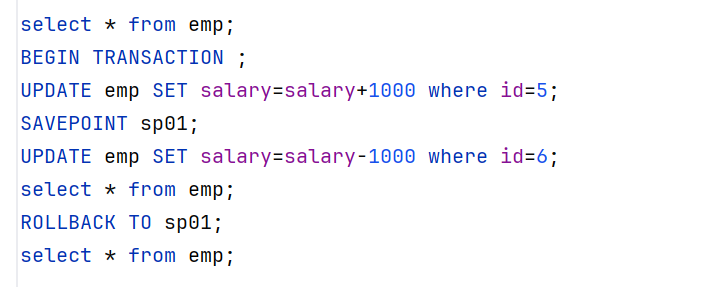 select * from emp;
BEGIN TRANSACTION ;
UPDATE emp SET salary=salary+1000 where id=5;
SAVEPOINT sp01;
UPDATE emp SET salary=salary-1000 where id=6;
select * from emp;
ROLLBACK TO sp01;
select * from emp;